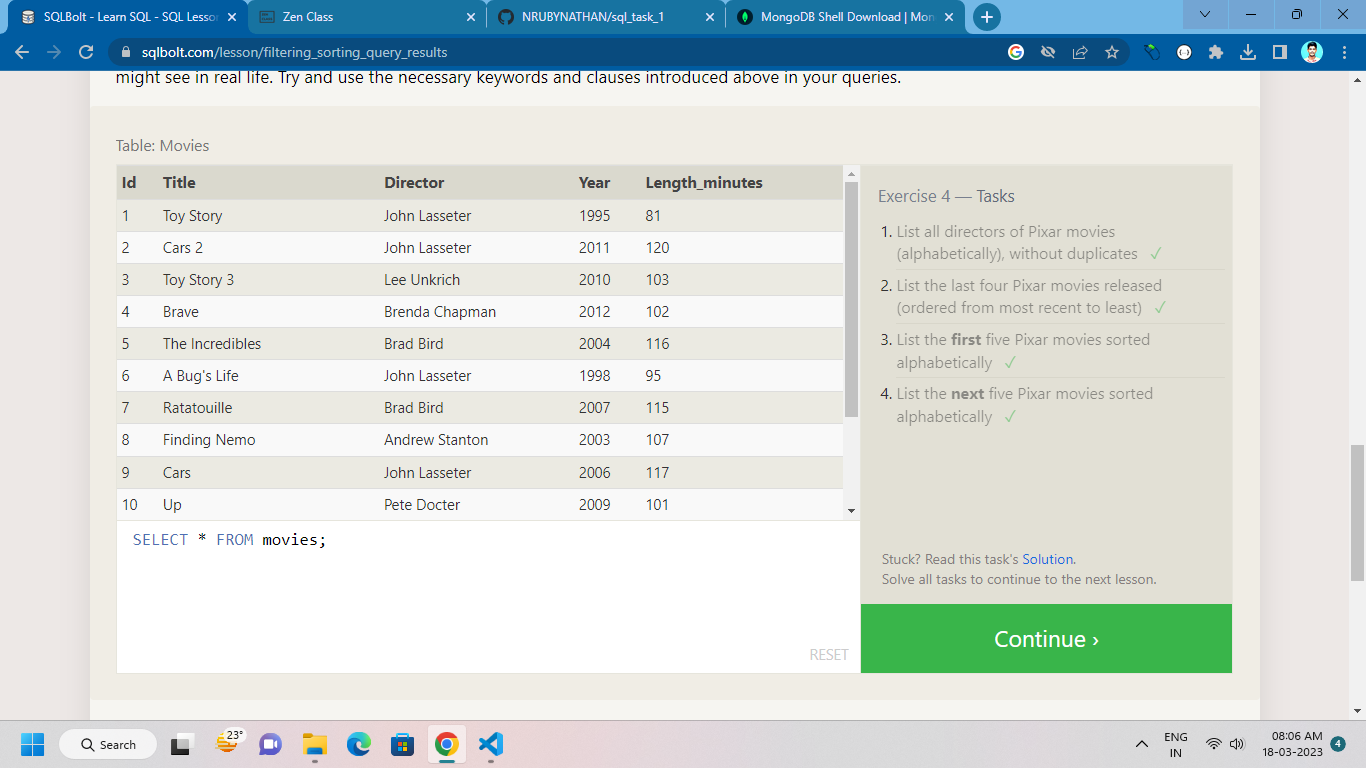 SQLBolt - Learn SQL - SQL Lesso
Zen Class
NRUBYNATHAN/sql_task_1
MongoDB Shell Download | Mon
sqlbolt.com/lesson/filtering_sorting_query_results
might see in real life. Try and use the necessary keywords and clauses introduced above in your queries.
Table: Movies
Id Title Director Year Length_minutes
1 Toy Story John Lasseter 1995 81
2 Cars 2 John Lasseter 2011 120
3 Toy Story 3 Lee Unkrich 2010 103
4 Brave Brenda Chapman 2012 102
5 The Incredibles Brad Bird 2004 116
6 A Bug's Life John Lasseter 1998 95
7 Ratatouille Brad Bird 2007 115
8 Finding Nemo Andrew Stanton 2003 107
9 Cars John Lasseter 2006 117
10 Up Pete Docter 2009 101
SELECT * FROM movies;
RESET
Exercise 4 — Tasks
1. List all directors of Pixar movies
(alphabetically), without duplicates ✓
2. List the last four Pixar movies released
(ordered from most recent to least) ✓
3. List the first five Pixar movies sorted
alphabetically ✓
4. List the next five Pixar movies sorted
alphabetically ✓
Stuck? Read this task's Solution.
Solve all tasks to continue to the next lesson.
Continue ›
Search
23°
ENG
IN
08:06 AM
18-03-2023
4